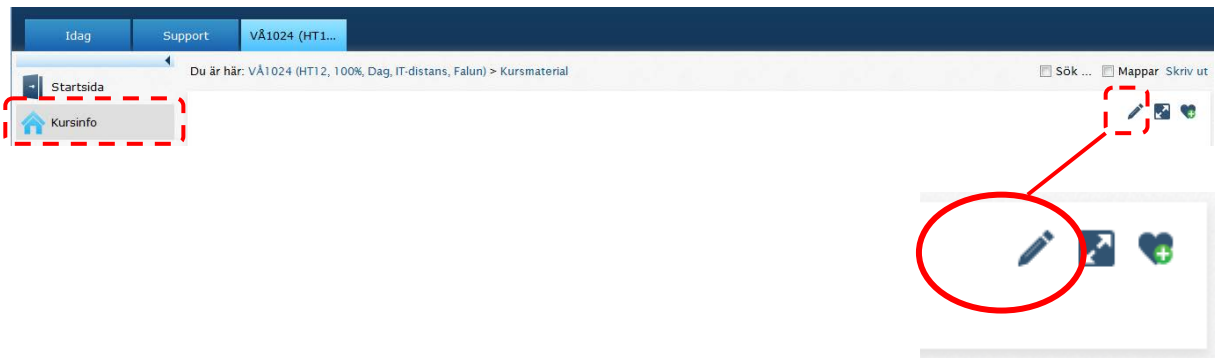 Idag Support VÅ1024 (HT1...
Du är här: VÅ1024 (HT12, 100%, Dag, IT-distans, Falun) > Kursmaterial Sök ... Mappar Skriv ut
Startsida
Kursinfo